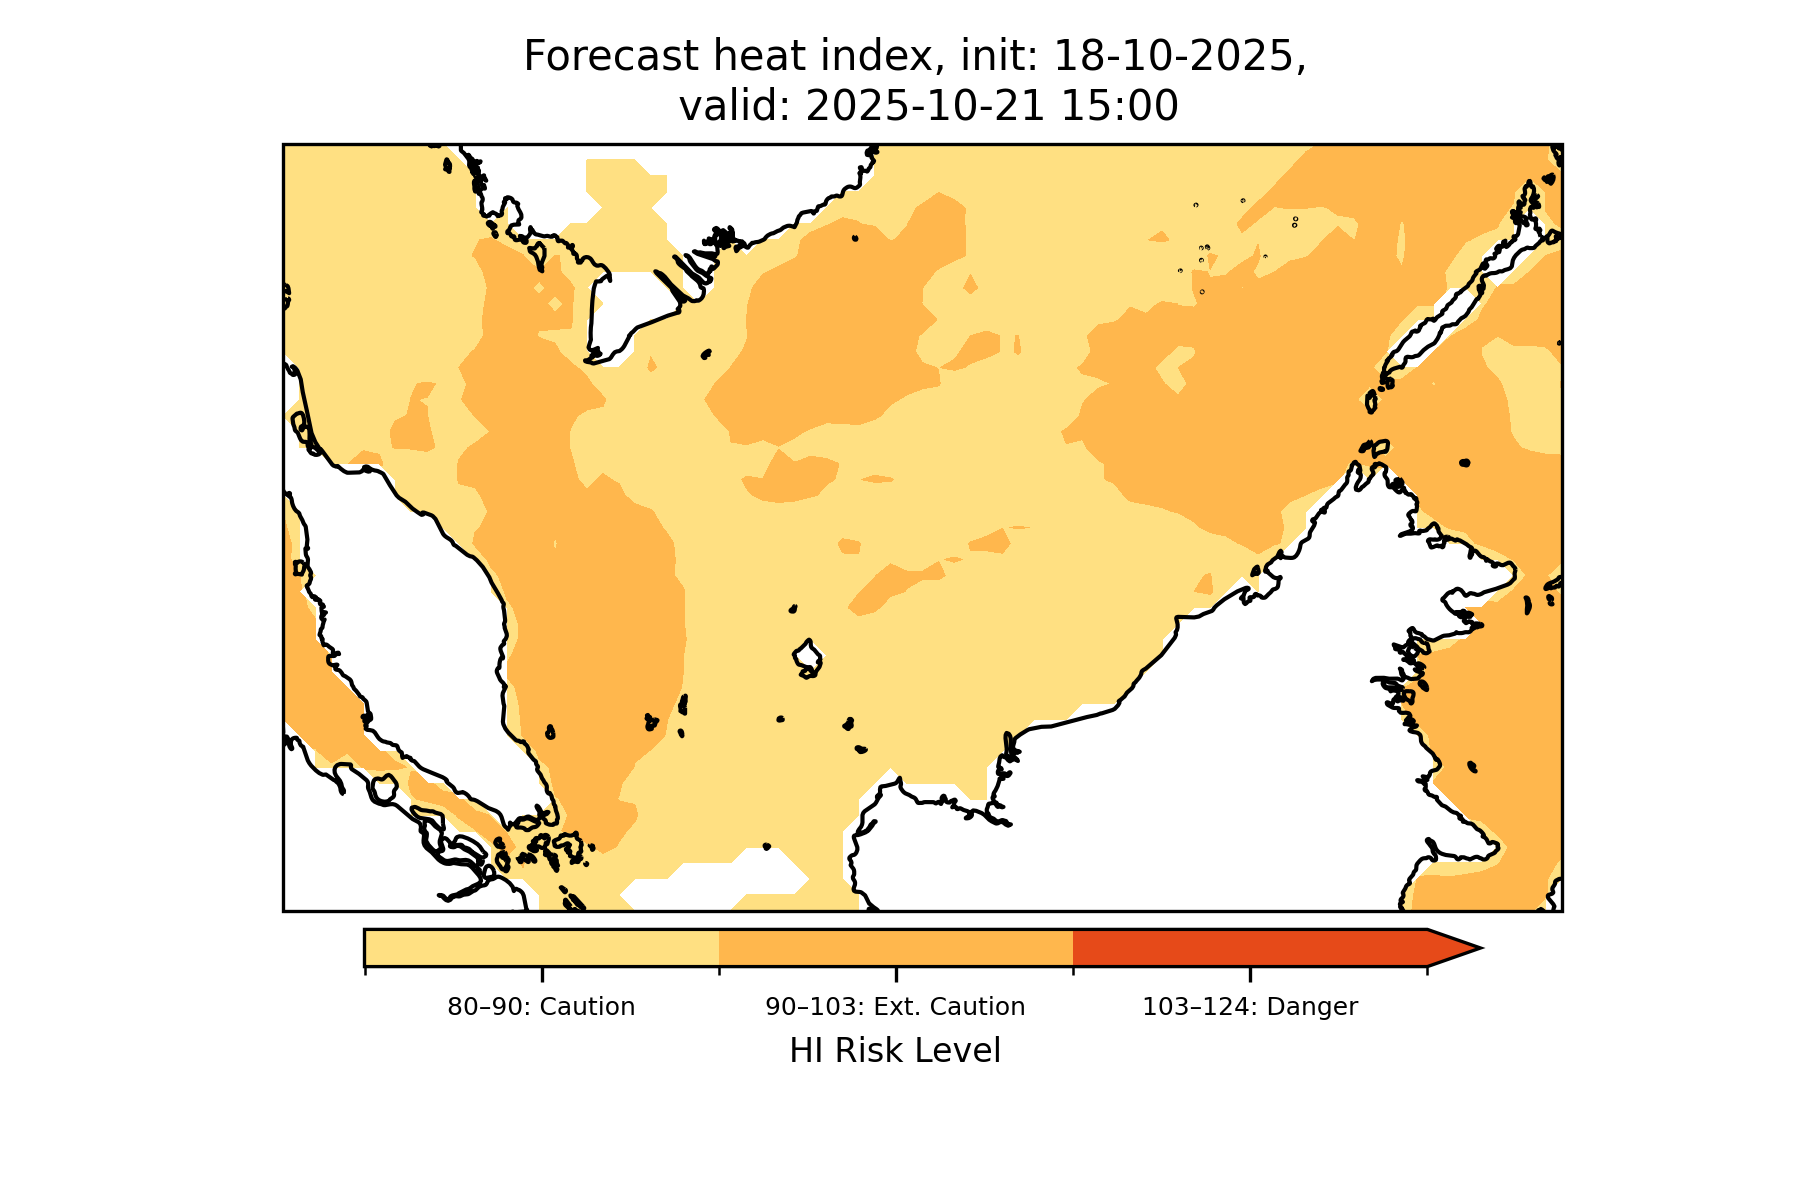 Forecast heat index, init: 18-10-2025,
valid: 2025-10-21 15:00
80–90: Caution
90–103: Ext. Caution
103–124: Danger
HI Risk Level